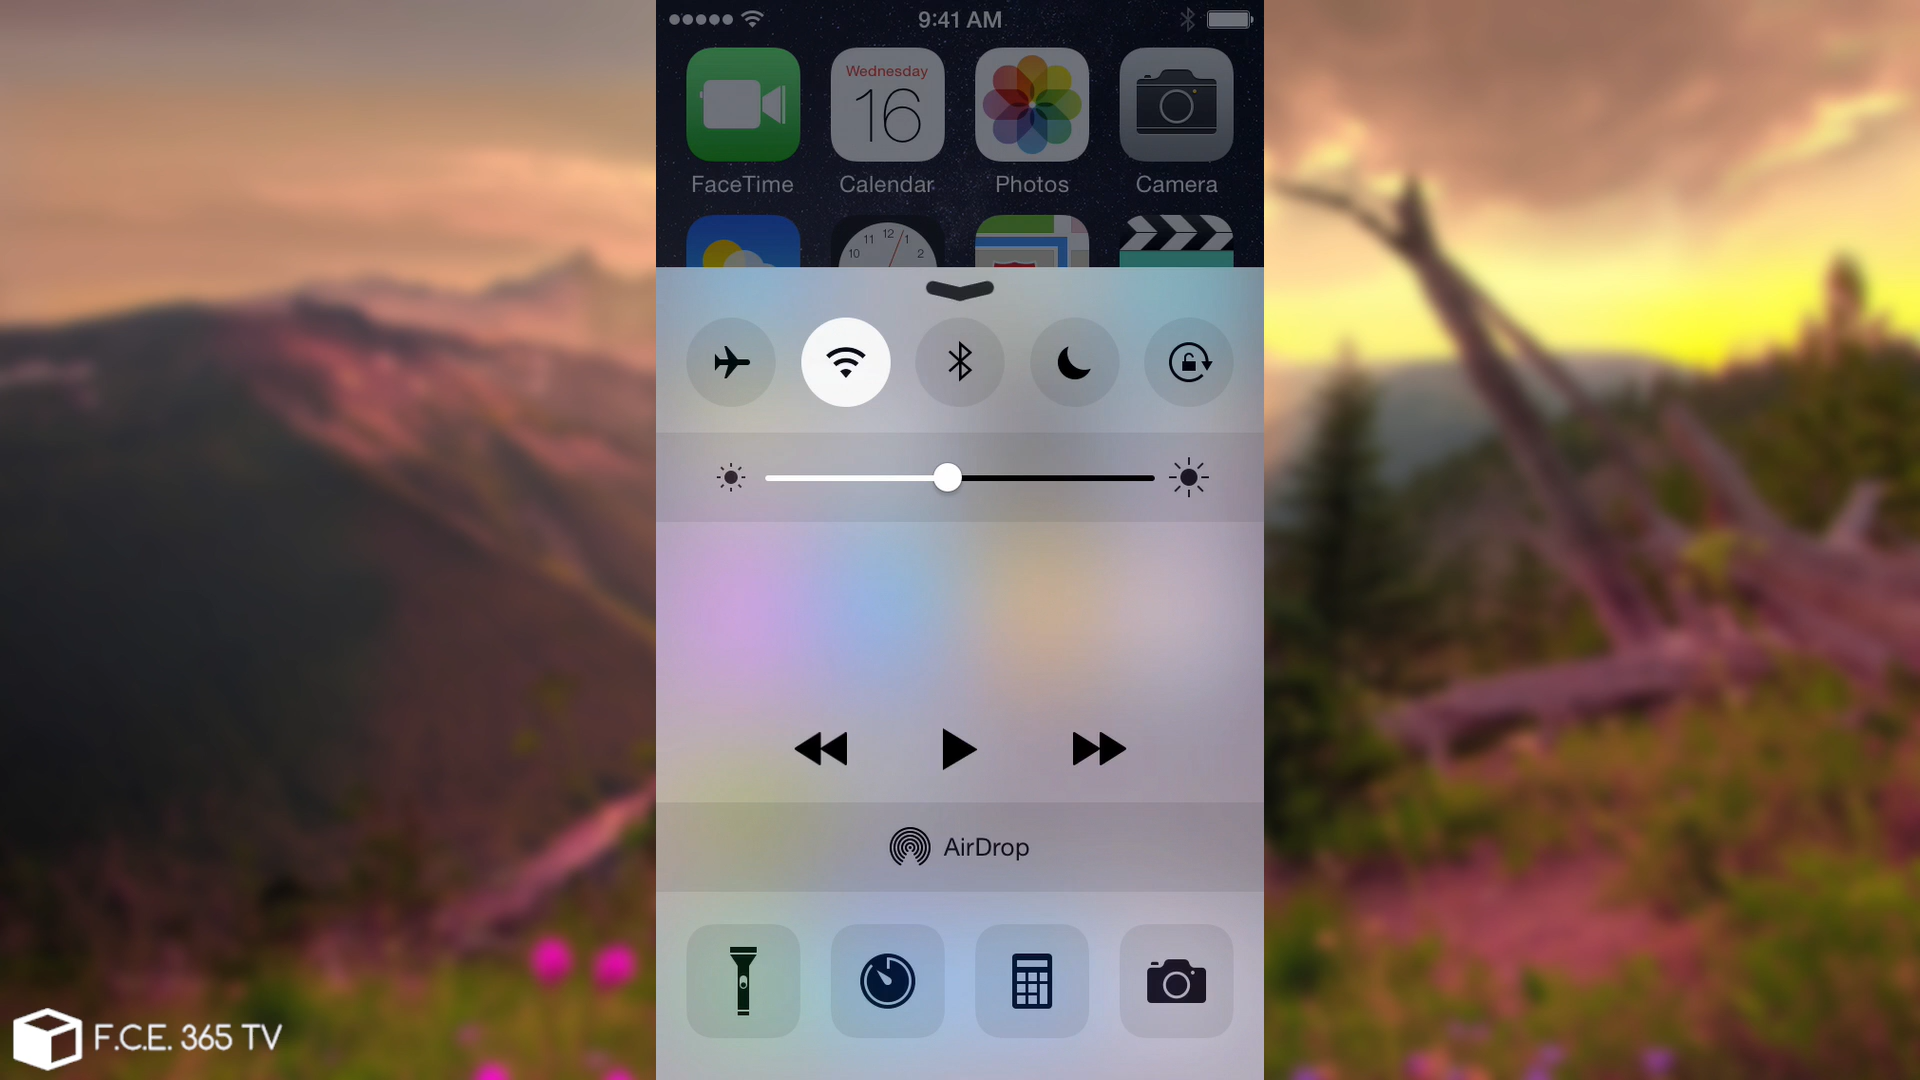 9:41 AM
Wednesday
16
FaceTime
Calendar
Photos
Camera
11 12 1
10 2
AirDrop
F.C.E. 365 TV